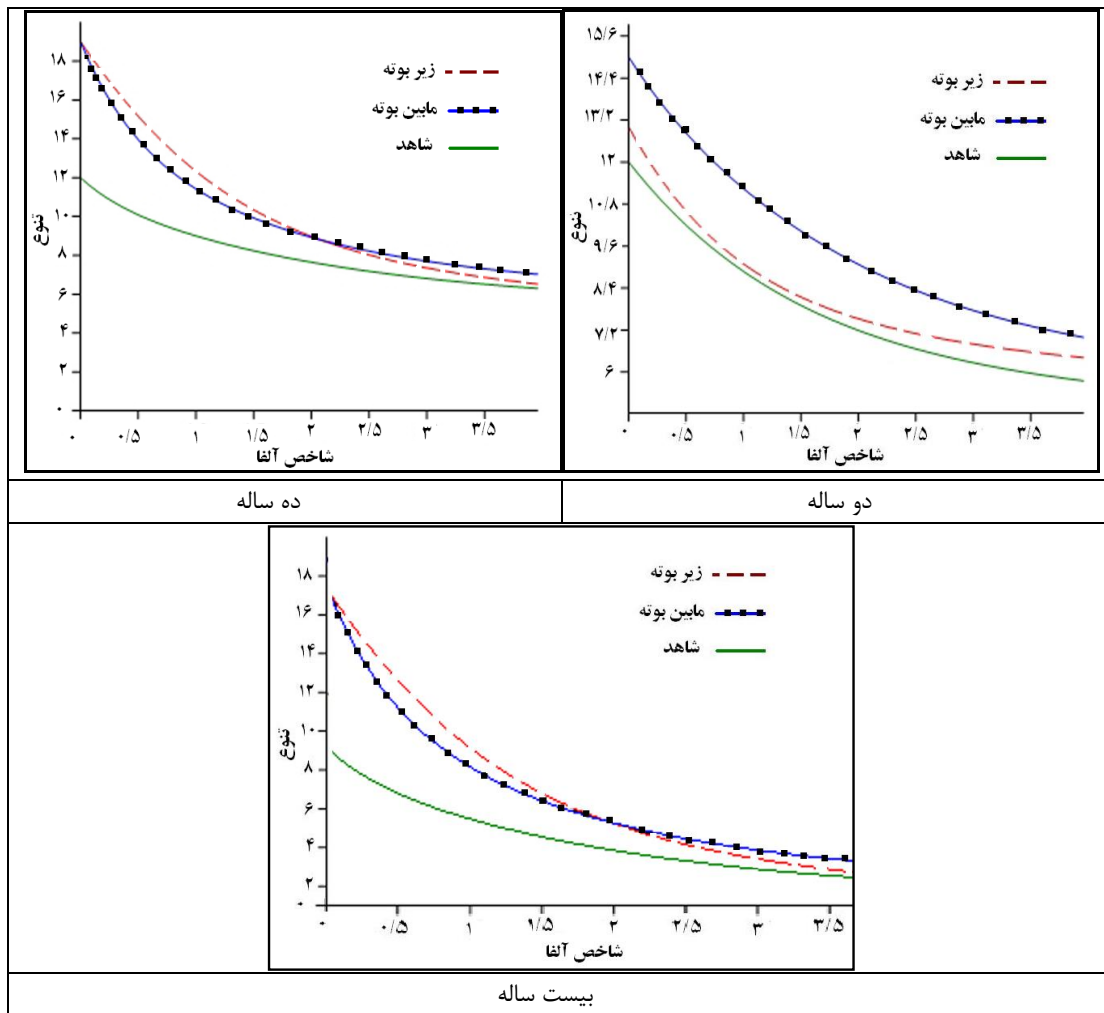 زیر بوته
مابین بوته
شاهد
تنوع
۱۵/۶
۱۴/۴
۱۳/۲
۱۲
۱۰/۸
۹/۶
۸/۴
۷/۲
۶
۰ ۰/۵ ۱ ۱/۵ ۲ ۲/۵ ۳ ۳/۵
شاخص آلفا
دو ساله
زیر بوته
مابین بوته
شاهد
تنوع
۱۸
۱۶
۱۴
۱۲
۱۰
۸
۶
۴
۲
۰
۰ ۰/۵ ۱ ۱/۵ ۲ ۲/۵ ۳ ۳/۵
شاخص آلفا
ده ساله
زیر بوته
مابین بوته
شاهد
تنوع
۱۸
۱۶
۱۴
۱۲
۱۰
۸
۶
۴
۲
۰
۰ ۰/۵ ۱ ۱/۵ ۲ ۲/۵ ۳ ۳/۵
شاخص آلفا
بیست ساله